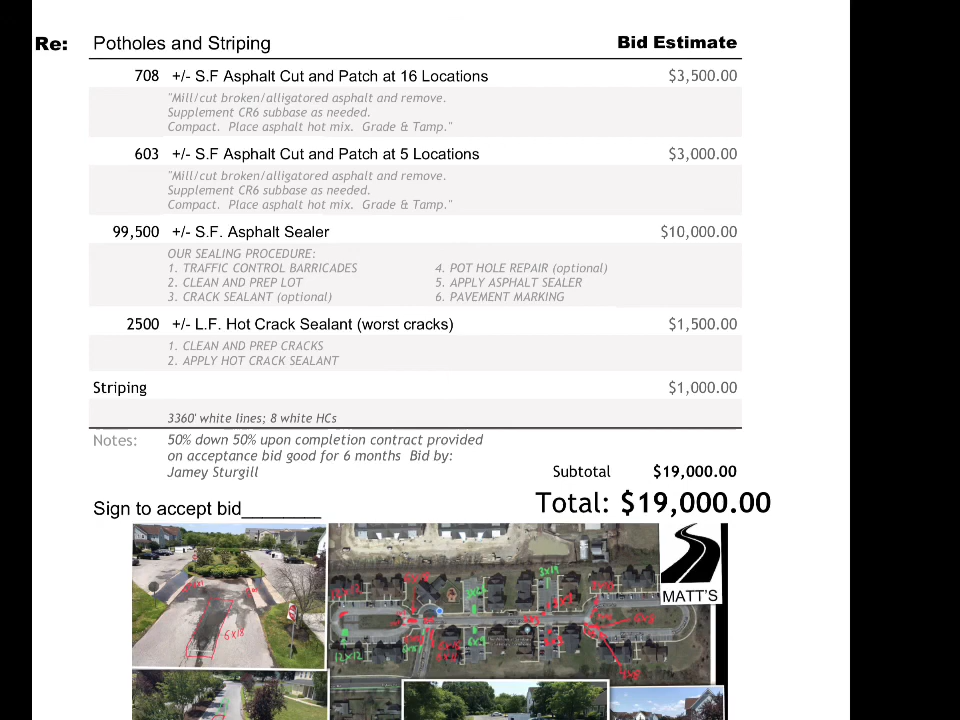 Re: Potholes and Striping Bid Estimate
708 +/- S.F Asphalt Cut and Patch at 16 Locations $3,500.00
"Mill/cut broken/alligatored asphalt and remove.
Supplement CR6 subbase as needed.
Compact. Place asphalt hot mix. Grade & Tamp."
603 +/- S.F Asphalt Cut and Patch at 5 Locations $3,000.00
"Mill/cut broken/alligatored asphalt and remove.
Supplement CR6 subbase as needed.
Compact. Place asphalt hot mix. Grade & Tamp."
99,500 +/- S.F. Asphalt Sealer $10,000.00
OUR SEALING PROCEDURE:
1. TRAFFIC CONTROL BARRICADES 4. POT HOLE REPAIR (optional)
2. CLEAN AND PREP LOT 5. APPLY ASPHALT SEALER
3. CRACK SEALANT (optional) 6. PAVEMENT MARKING
2500 +/- L.F. Hot Crack Sealant (worst cracks) $1,500.00
1. CLEAN AND PREP CRACKS
2. APPLY HOT CRACK SEALANT
Striping $1,000.00
3360' white lines; 8 white HCs
Notes: 50% down 50% upon completion contract provided
on acceptance bid good for 6 months Bid by:
Jamey Sturgill
Subtotal $19,000.00
Sign to accept bid________ Total: $19,000.00
MATT'S
5X18
12X12